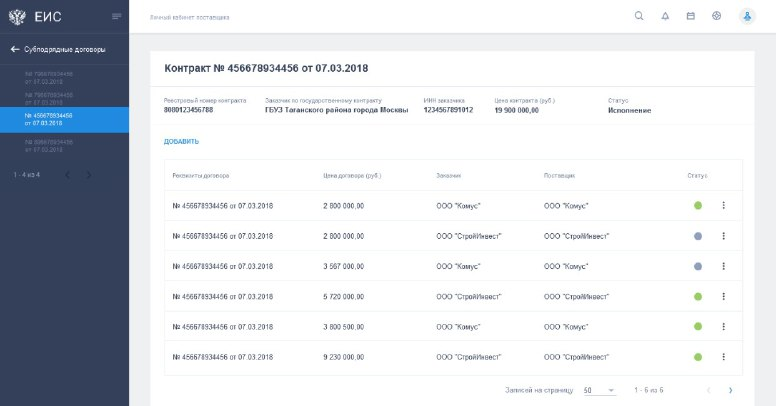 ЕИС
Личный кабинет поставщика
Субподрядные договоры
№ 796678934456
от 07.03.2018
№ 796678934456
от 07.03.2018
№ 456678934456
от 07.03.2018
№ 896678934456
от 07.03.2018
1 - 4 из 4
Контракт № 456678934456 от 07.03.2018
Реестровый номер контракта Заказчик по государственному контракту ИНН заказчика Цена контракта (руб.) Статус
8680123456788 ГБУЗ Таганского района города Москвы 1234567891012 19 900 000,00 Исполнение
ДОБАВИТЬ
Реквизиты договора Цена договора (руб.) Заказчик Поставщик Статус
№ 456678934456 от 07.03.2018 2 800 000,00 ООО "Комус" ООО "Комус"
№ 456678934456 от 07.03.2018 2 800 000,00 ООО "СтройИнвест" ООО "СтройИнвест"
№ 456678934456 от 07.03.2018 3 567 000,00 ООО "Комус" ООО "Комус"
№ 456678934456 от 07.03.2018 5 720 000,00 ООО "СтройИнвест" ООО "СтройИнвест"
№ 456678934456 от 07.03.2018 3 800 500,00 ООО "Комус" ООО "Комус"
№ 456678934456 от 07.03.2018 9 230 000,00 ООО "СтройИнвест" ООО "СтройИнвест"
Записей на страницу 50 1 - 6 из 6